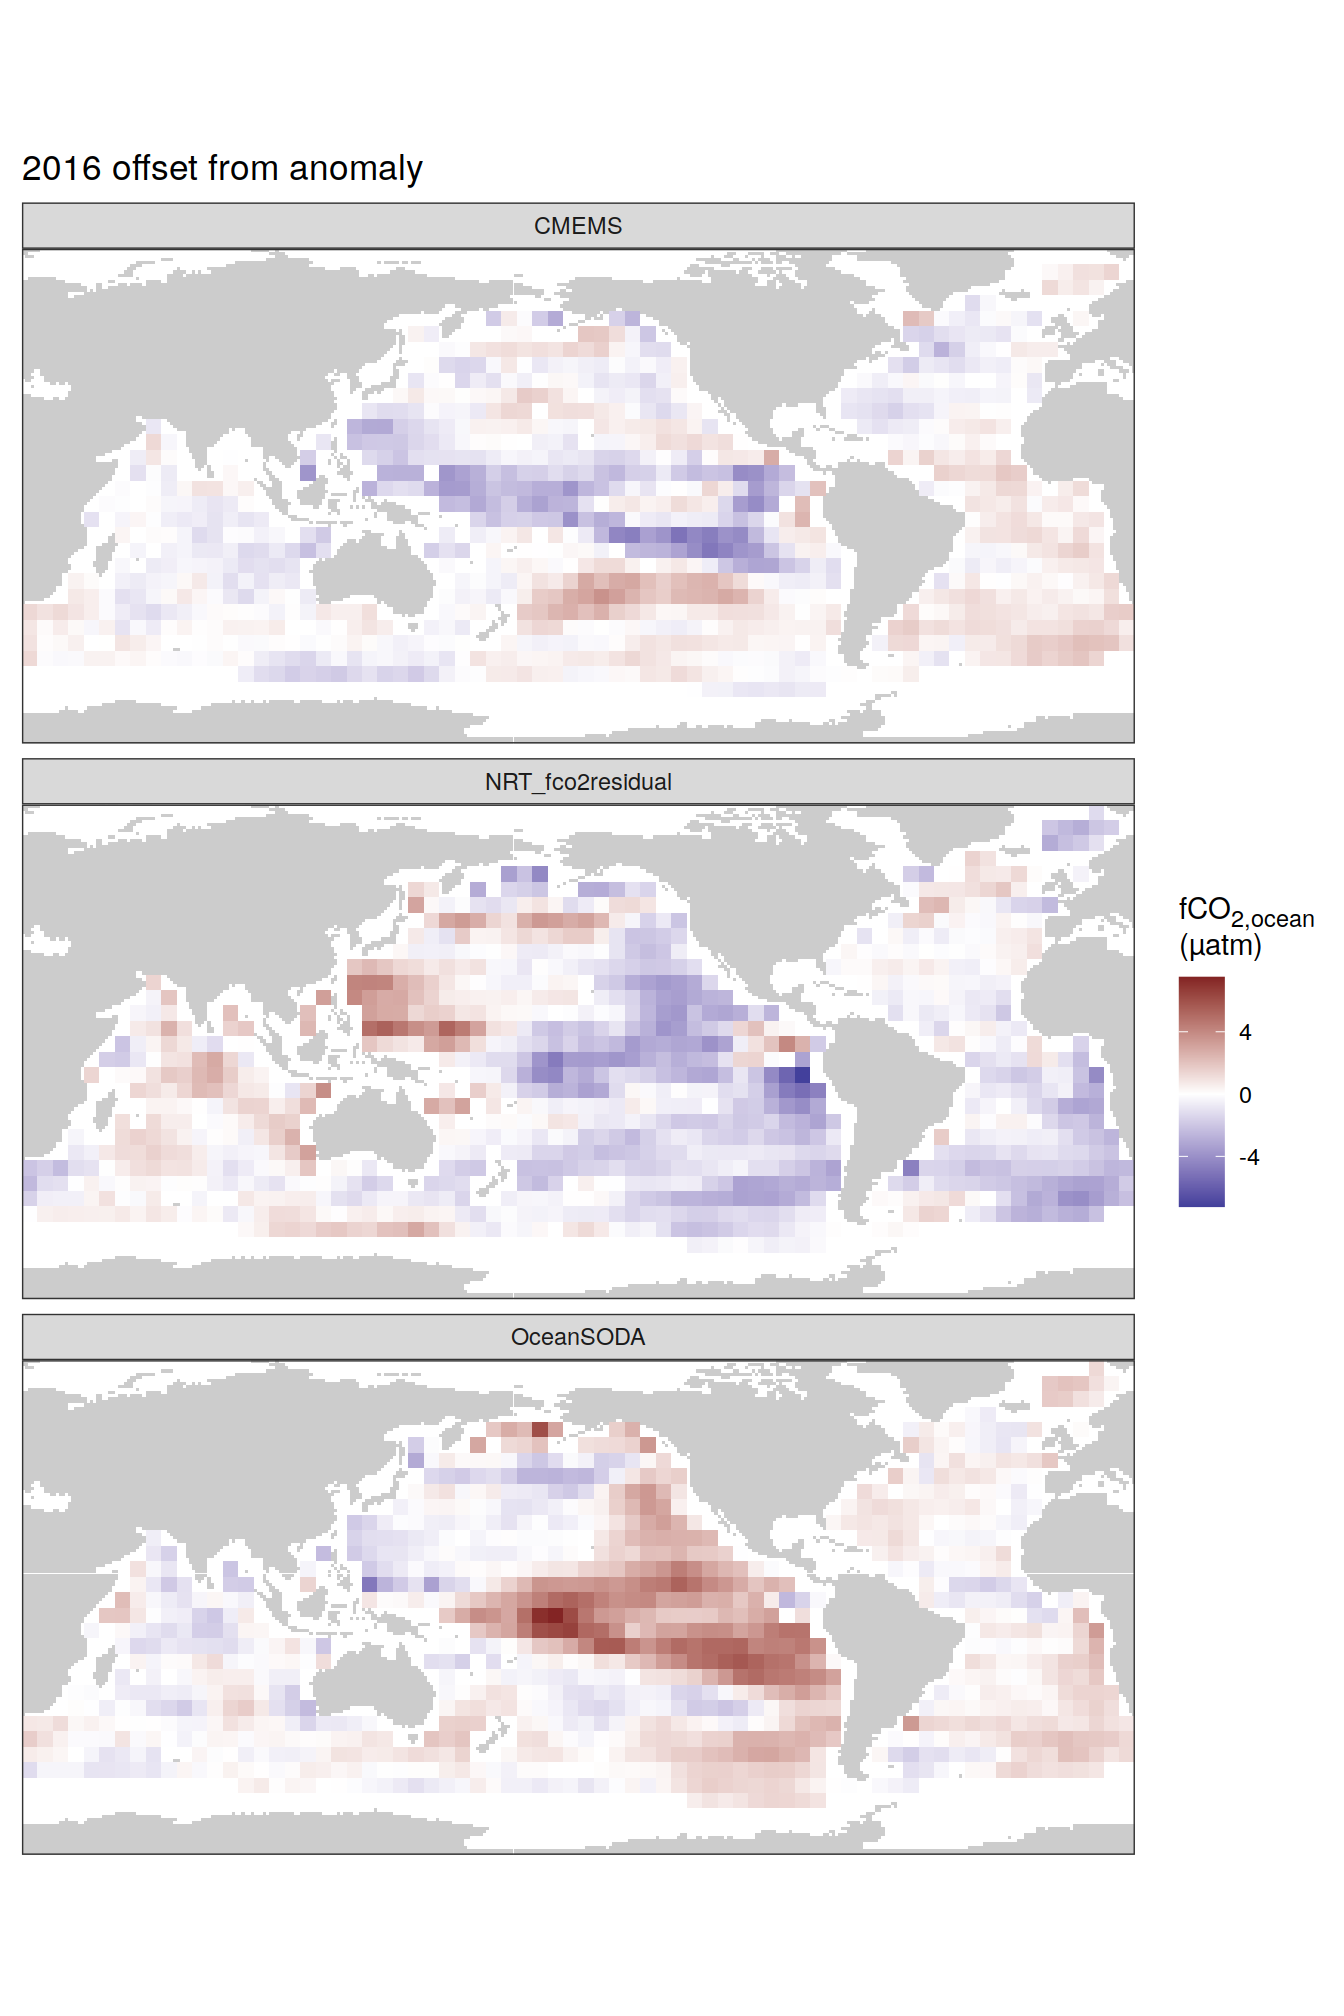 2016 offset from anomaly
CMEMS
NRT_fco2residual
fCO2,ocean
(µatm)
4
0
-4
OceanSODA